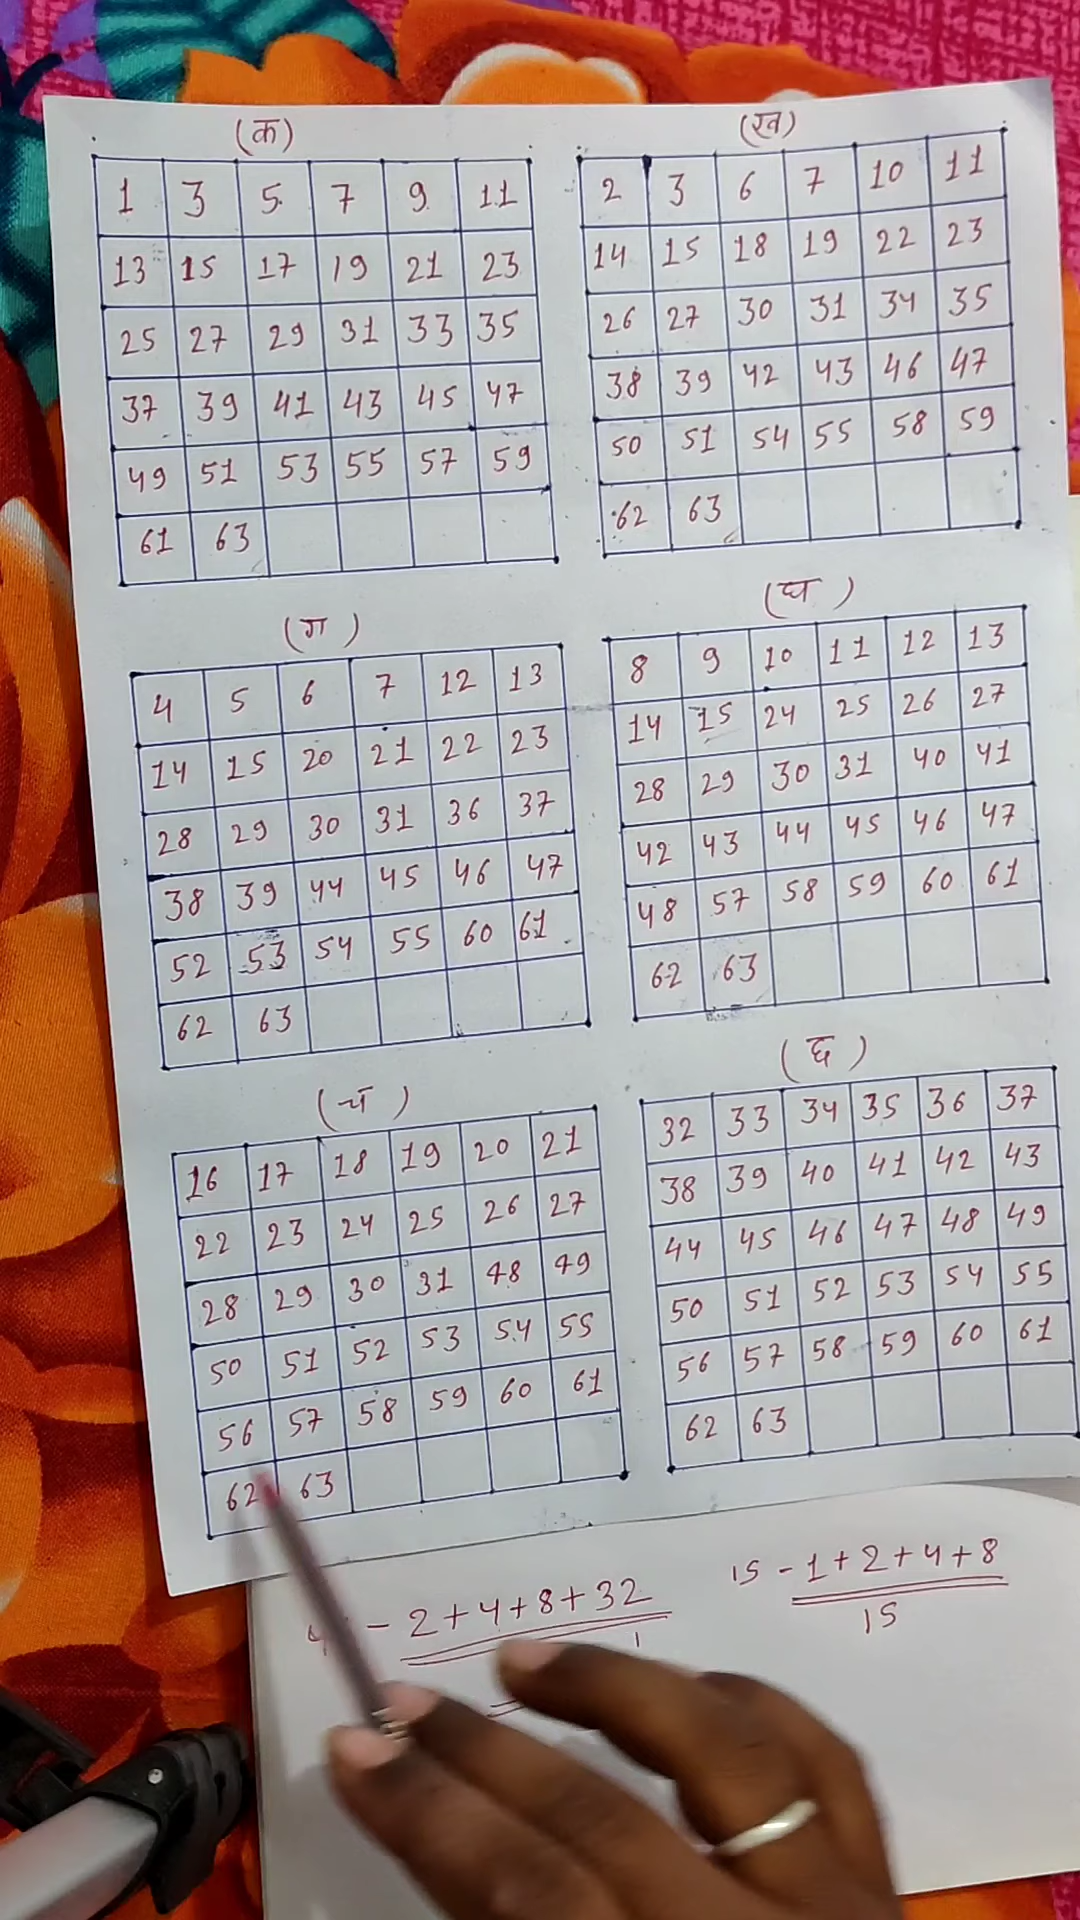 (क)
1 3 5 7 9 11
13 15 17 19 21 23
25 27 29 31 33 35
37 39 41 43 45 47
49 51 53 55 57 59
61 63
(ख)
2 3 6 7 10 11
14 15 18 19 22 23
26 27 30 31 34 35
38 39 42 43 46 47
50 51 54 55 58 59
62 63
(ग)
4 5 6 7 12 13
14 15 20 21 22 23
28 29 30 31 36 37
38 39 44 45 46 47
52 53 54 55 60 61
62 63
(घ)
8 9 10 11 12 13
14 15 24 25 26 27
28 29 30 31 40 41
42 43 44 45 46 47
48 57 58 59 60 61
62 63
(च)
16 17 18 19 20 21
22 23 24 25 26 27
28 29 30 31 48 49
50 51 52 53 54 55
56 57 58 59 60 61
62 63
(छ)
32 33 34 35 36 37
38 39 40 41 42 43
44 45 46 47 48 49
50 51 52 53 54 55
56 57 58 59 60 61
62 63
- 2+4+8+32
=
15 - 1+2+4+8
15